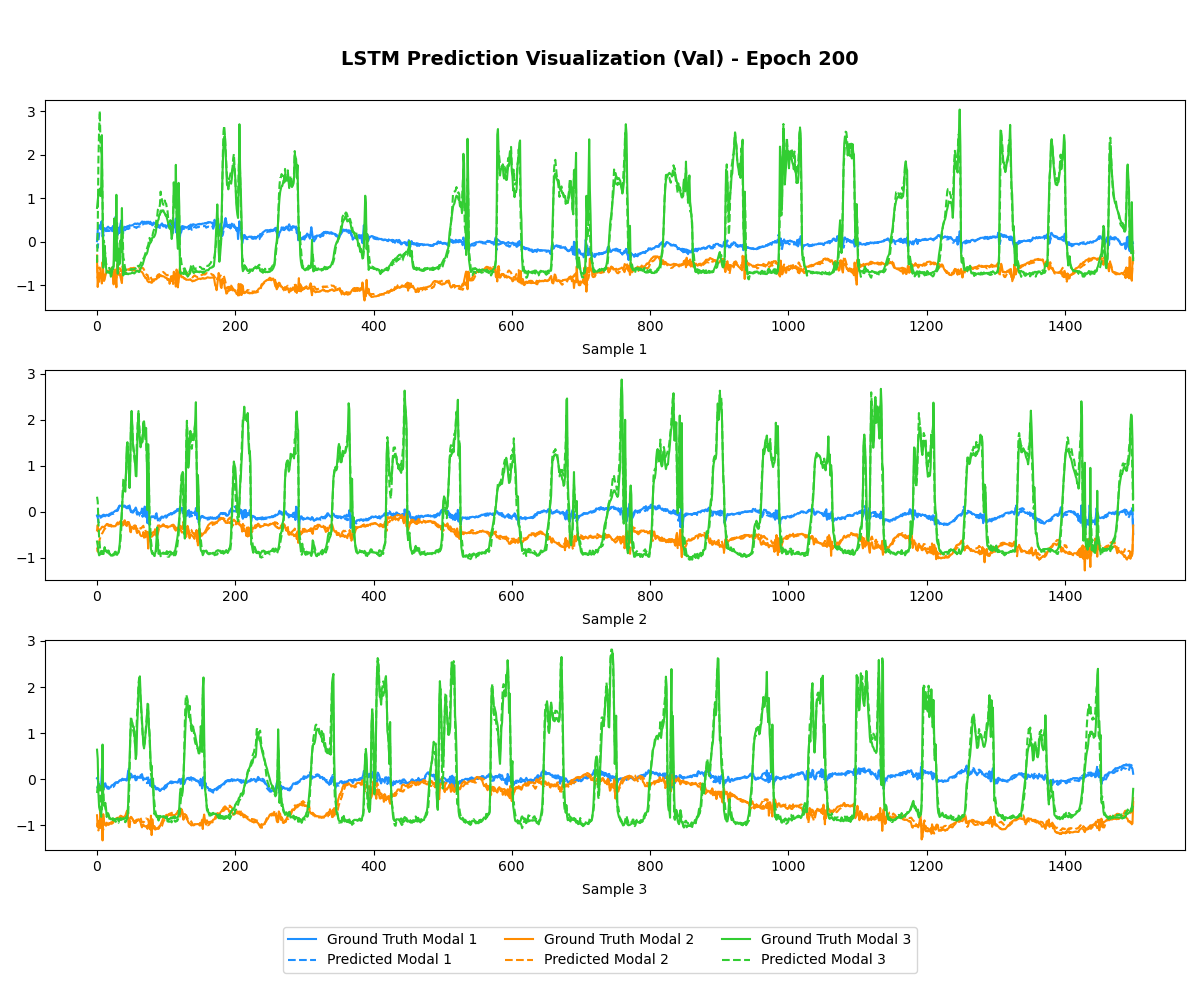 LSTM Prediction Visualization (Val) - Epoch 200
3
2
1
0
−1
0 200 400 600 800 1000 1200 1400
Sample 1
3
2
1
0
−1
0 200 400 600 800 1000 1200 1400
Sample 2
3
2
1
0
−1
0 200 400 600 800 1000 1200 1400
Sample 3
Ground Truth Modal 1 Ground Truth Modal 2 Ground Truth Modal 3
Predicted Modal 1 Predicted Modal 2 Predicted Modal 3